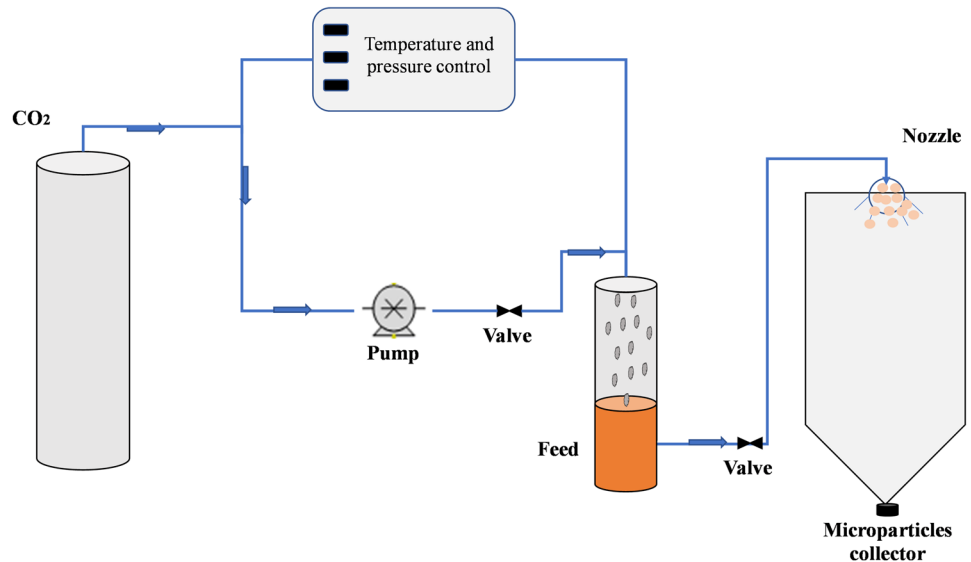 Temperature and
pressure control
CO₂
Nozzle
Pump
Valve
Feed
Valve
Microparticles
collector